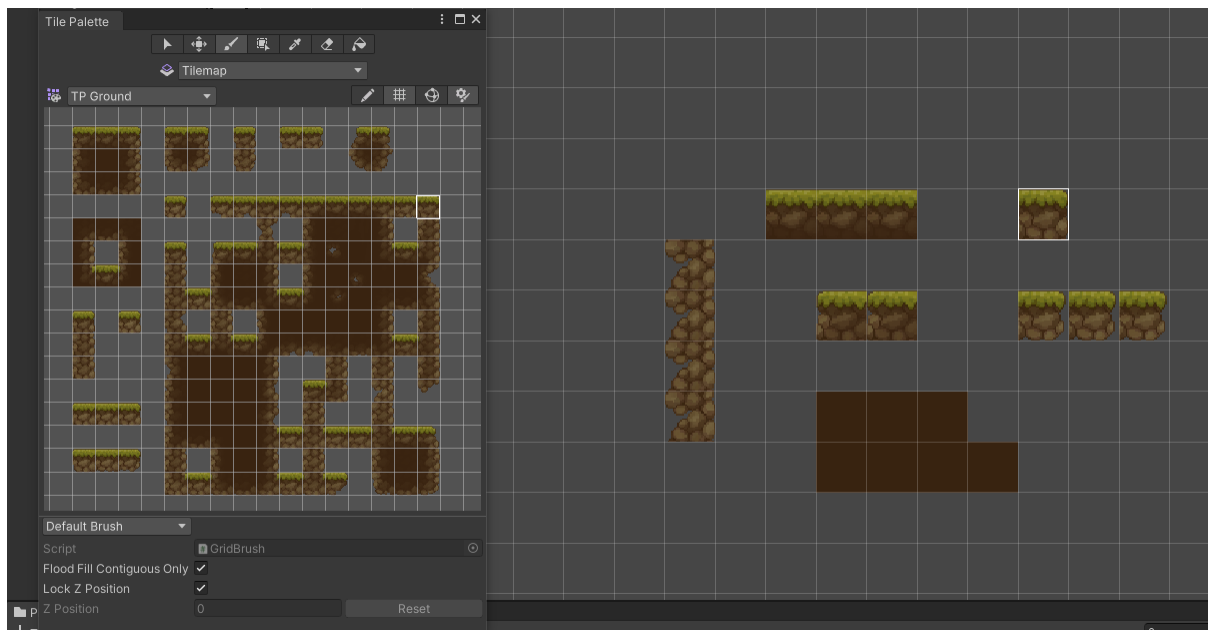 Tile Palette
Tilemap
TP Ground
Default Brush
Script
GridBrush
Flood Fill Contiguous Only
Lock Z Position
Z Position
0
Reset
P